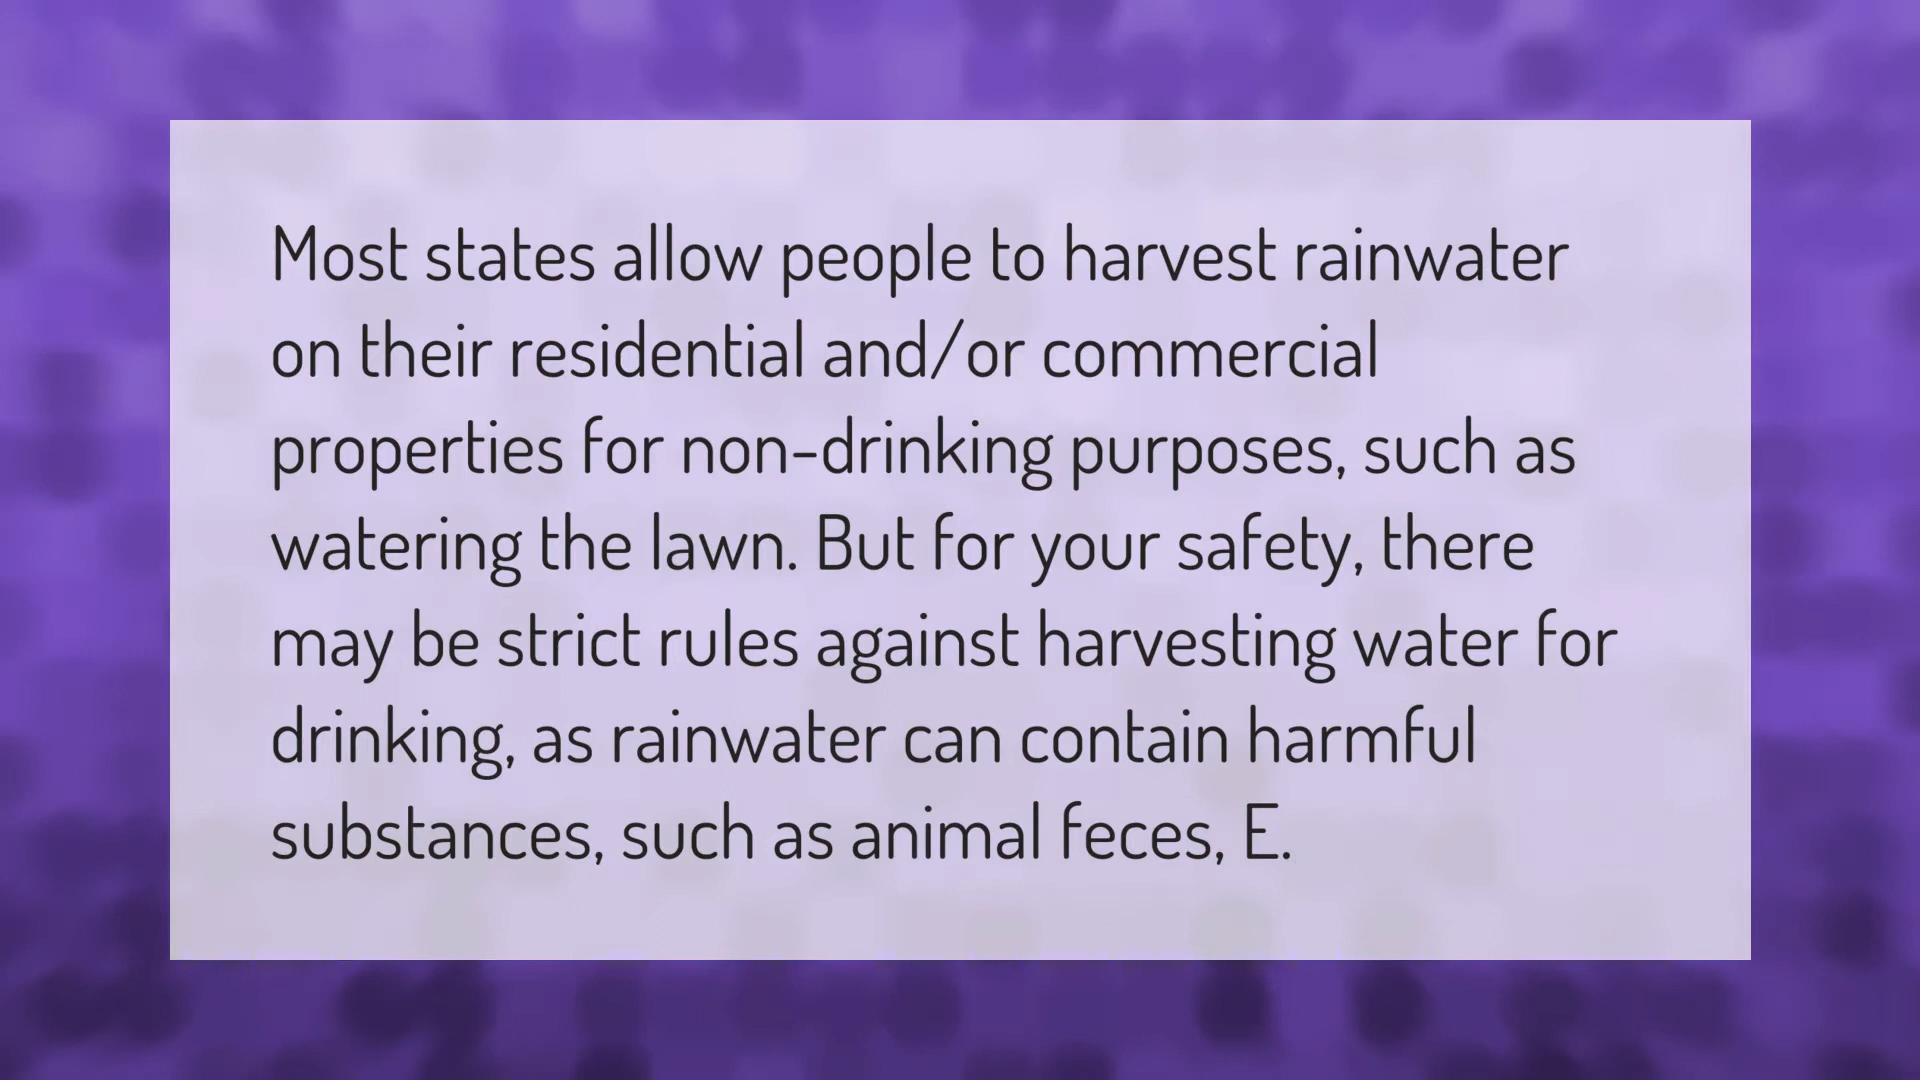 Most states allow people to harvest rainwater
on their residential and/or commercial
properties for non-drinking purposes, such as
watering the lawn. But for your safety, there
may be strict rules against harvesting water for
drinking, as rainwater can contain harmful
substances, such as animal feces, E.